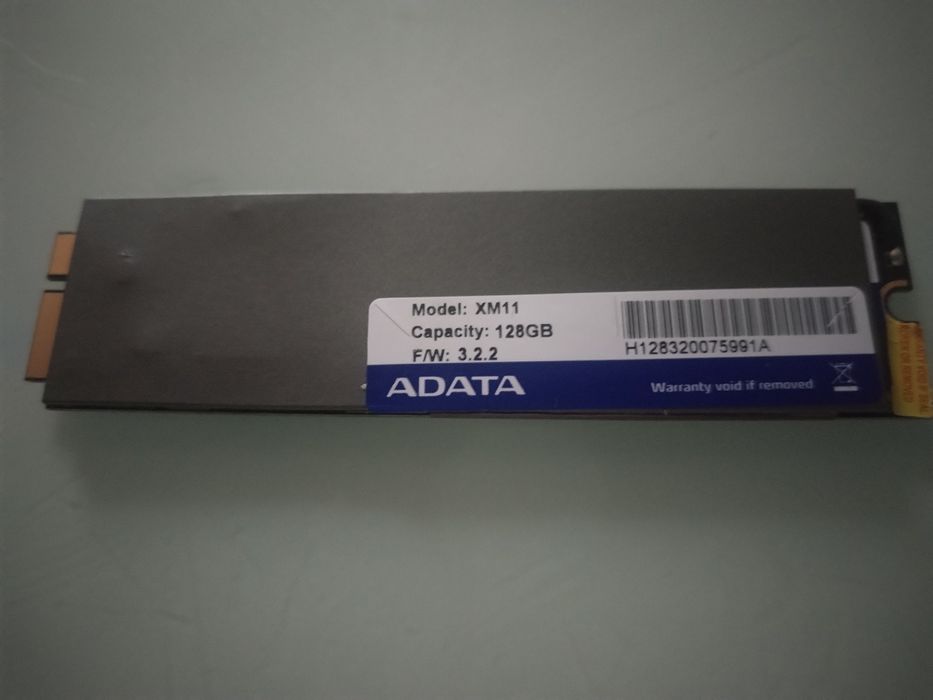 Model: XM11
Capacity: 128GB
F/W: 3.2.2
H128320075991A
ADATA
Warranty void if removed